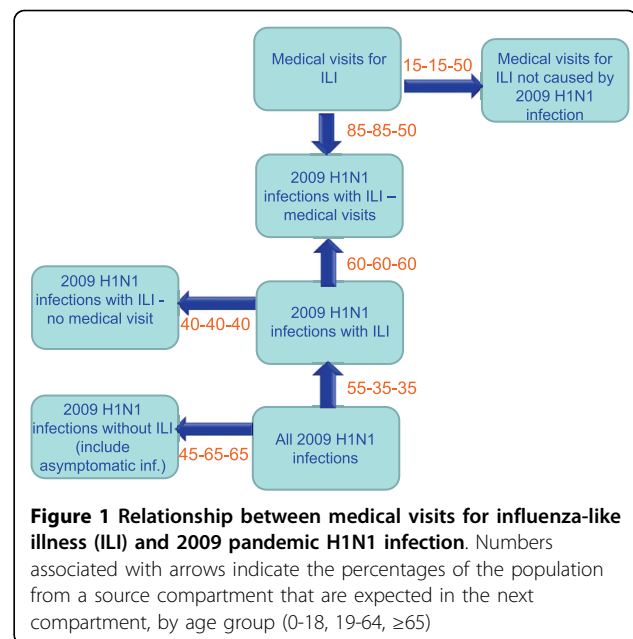 Medical visits for
ILI
15-15-50
Medical visits for
ILI not caused by
2009 H1N1
infection
85-85-50
2009 H1N1
infections with ILI –
medical visits
60-60-60
2009 H1N1
infections with ILI -
no medical visit
40-40-40
2009 H1N1
infections with ILI
55-35-35
2009 H1N1
infections without ILI
(include
asymptomatic inf.)
45-65-65
All 2009 H1N1
infections
Figure 1 Relationship between medical visits for influenza-like
illness (ILI) and 2009 pandemic H1N1 infection. Numbers
associated with arrows indicate the percentages of the population
from a source compartment that are expected in the next
compartment, by age group (0-18, 19-64, ≥65)